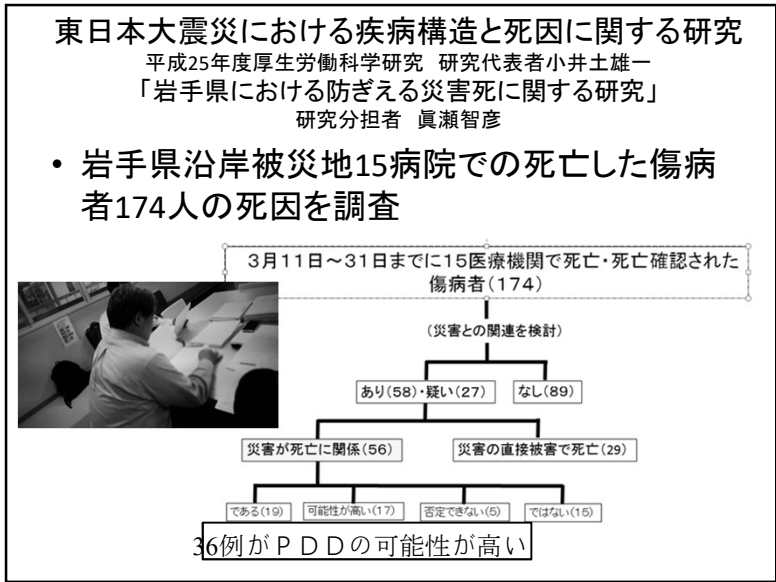 東日本大震災における疾病構造と死因に関する研究
平成25年度厚生労働科学研究 研究代表者小井土雄一
「岩手県における防ぎえる災害死に関する研究」
研究分担者 眞瀬智彦
• 岩手県沿岸被災地15病院での死亡した傷病
者174人の死因を調査
3月11日～31日までに15医療機関で死亡・死亡確認された
傷病者(174)
(災害との関連を検討)
あり(58)・疑い(27)
なし(89)
災害が死亡に関係(56)
災害の直接被害で死亡(29)
である(19)
可能性が高い(17)
否定できない(5)
ではない(15)
36例がＰＤＤの可能性が高い